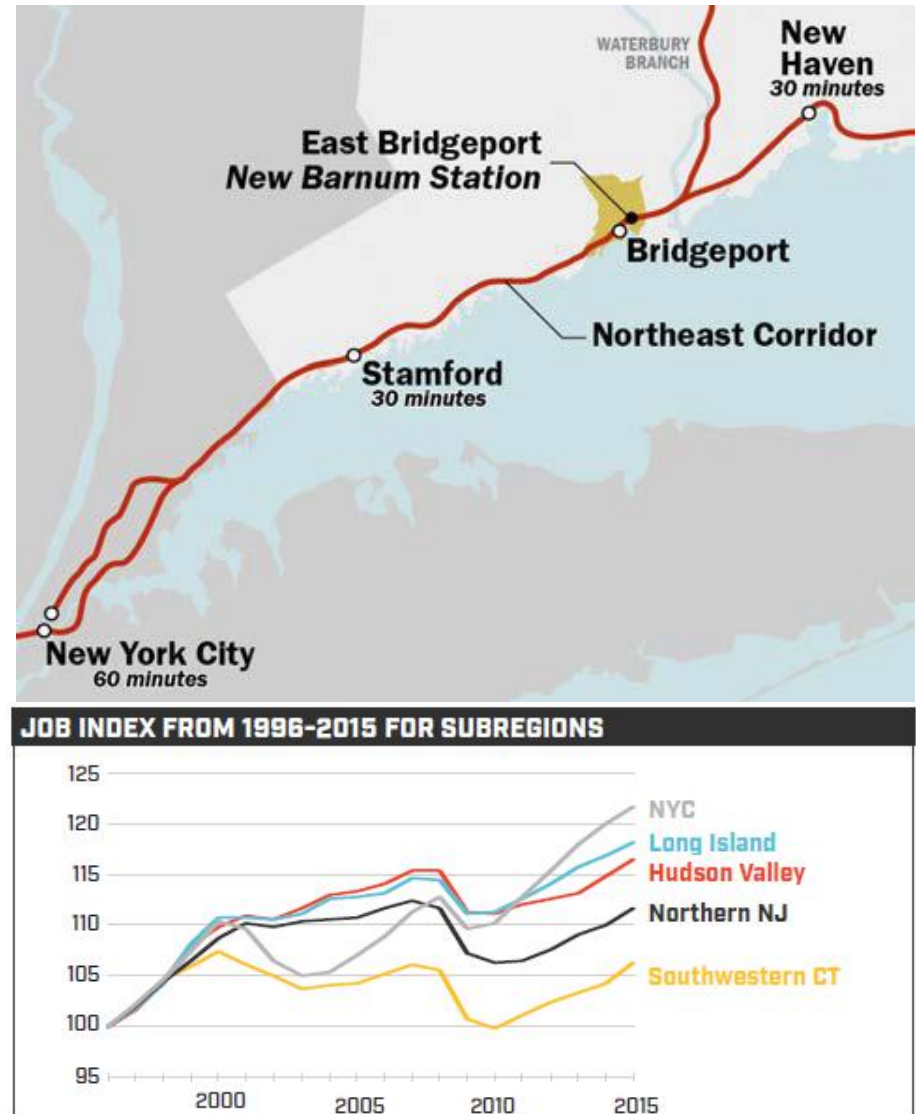 WATERBURY
BRANCH
New
Haven
30 minutes
East Bridgeport
New Barnum Station
Bridgeport
Northeast Corridor
Stamford
30 minutes
New York City
60 minutes
JOB INDEX FROM 1996-2015 FOR SUBREGIONS
125
120
115
110
105
100
95
NYC
Long Island
Hudson Valley
Northern NJ
Southwestern CT
2000
2005
2010
2015